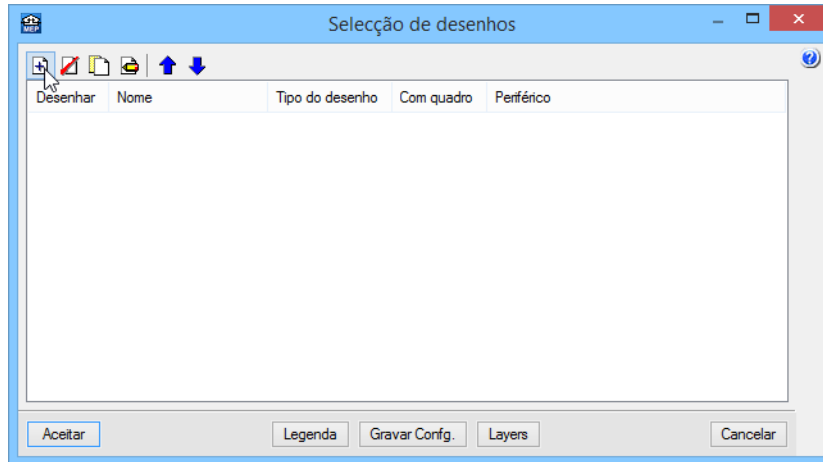 MEP Selecção de desenhos
Desenhar Nome Tipo do desenho Com quadro Periférico
Aceitar Legenda Gravar Confg. Layers Cancelar